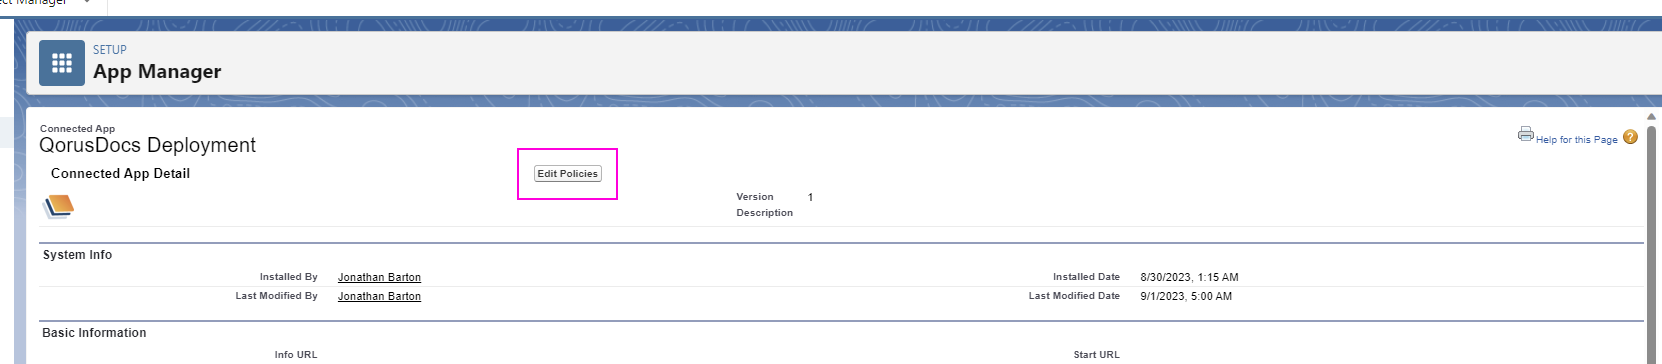 Manager
SETUP
App Manager
Connected App
QorusDocs Deployment
Help for this Page
Connected App Detail
Edit Policies
Version 1
Description
System Info
Installed By Jonathan Barton Installed Date 8/30/2023, 1:15 AM
Last Modified By Jonathan Barton Last Modified Date 9/1/2023, 5:00 AM
Basic Information
Info URL Start URL